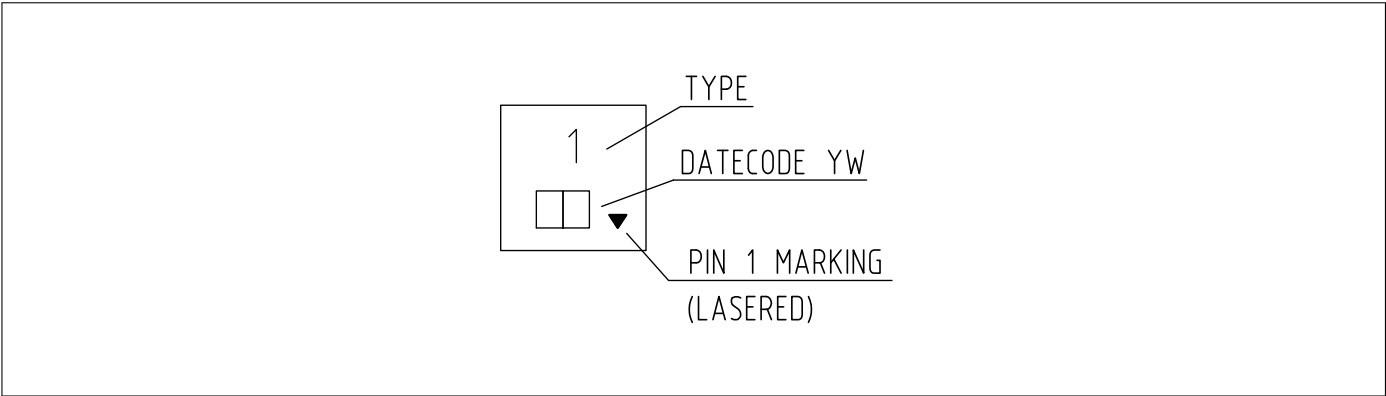 TYPE
1
DATECODE YW
PIN 1 MARKING
(LASERED)